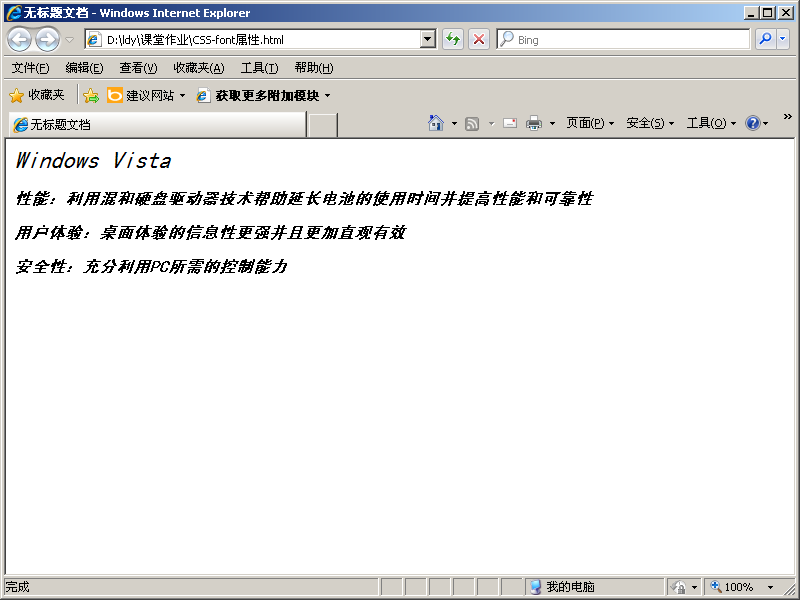 无标题文档 - Windows Internet Explorer
D:\ldy\课堂作业\CSS-font属性.html
Bing
文件(F) 编辑(E) 查看(V) 收藏夹(A) 工具(T) 帮助(H)
收藏夹 建议网站 获取更多附加模块
无标题文档 页面(P) 安全(S) 工具(O)
Windows Vista
性能：利用混和硬盘驱动器技术帮助延长电池的使用时间并提高性能和可靠性
用户体验：桌面体验的信息性更强并且更加直观有效
安全性：充分利用PC所需的控制能力
完成 我的电脑 100%